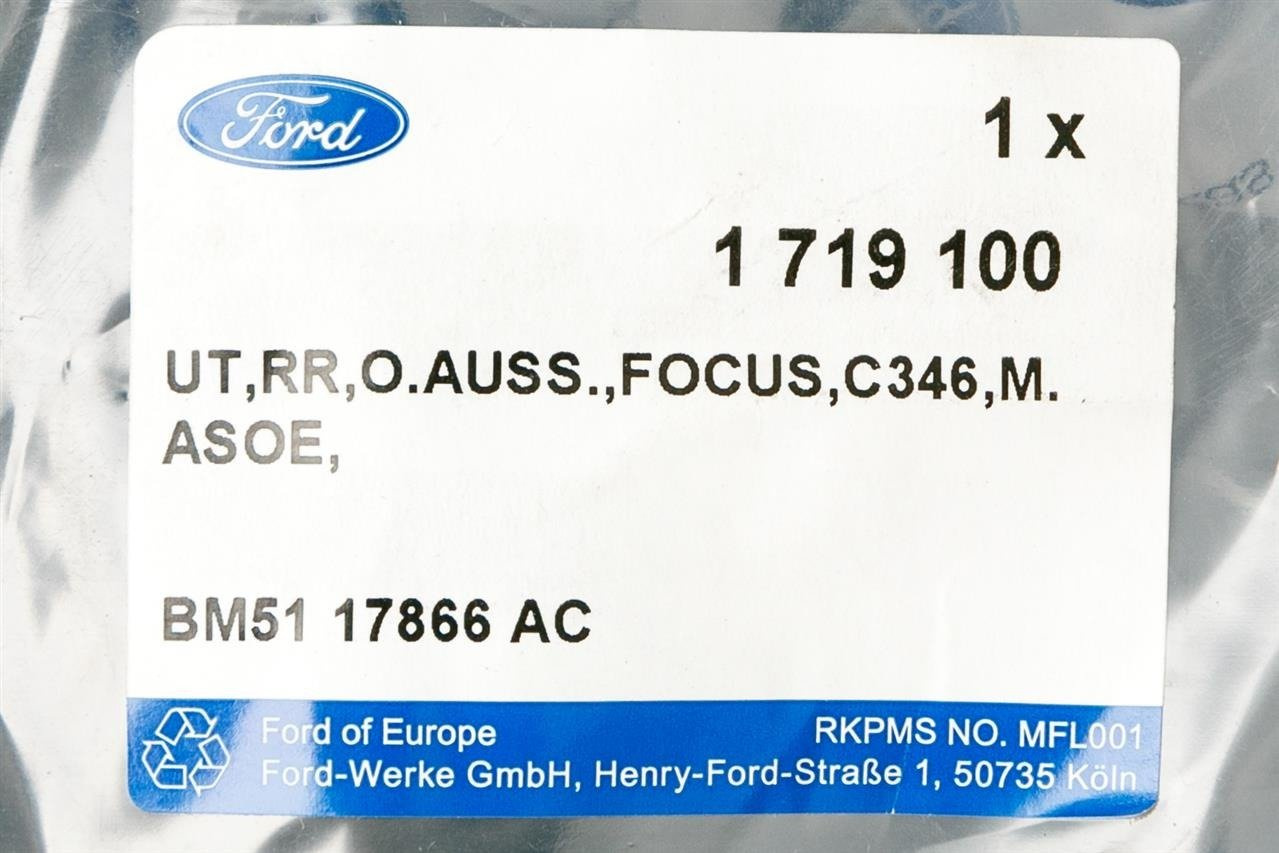 Ford
1 x
1 719 100
UT,RR,O.AUSS.,FOCUS,C346,M.
ASOE,
BM51 17866 AC
Ford of Europe
RKPMS NO. MFL001
Ford-Werke GmbH, Henry-Ford-Straße 1, 50735 Köln